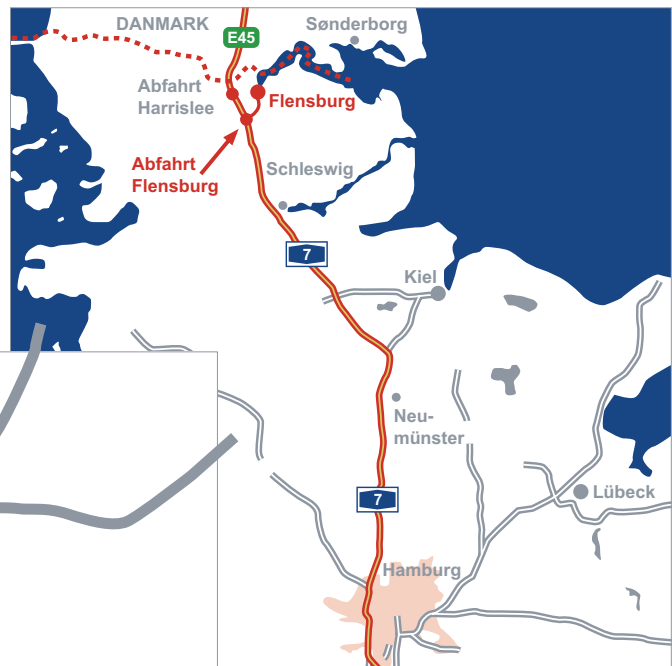 DANMARK
Sønderborg
E45
Abfahrt
Harrislee
Flensburg
Abfahrt
Flensburg
Schleswig
7
Kiel
Neu-
münster
7
Lübeck
Hamburg